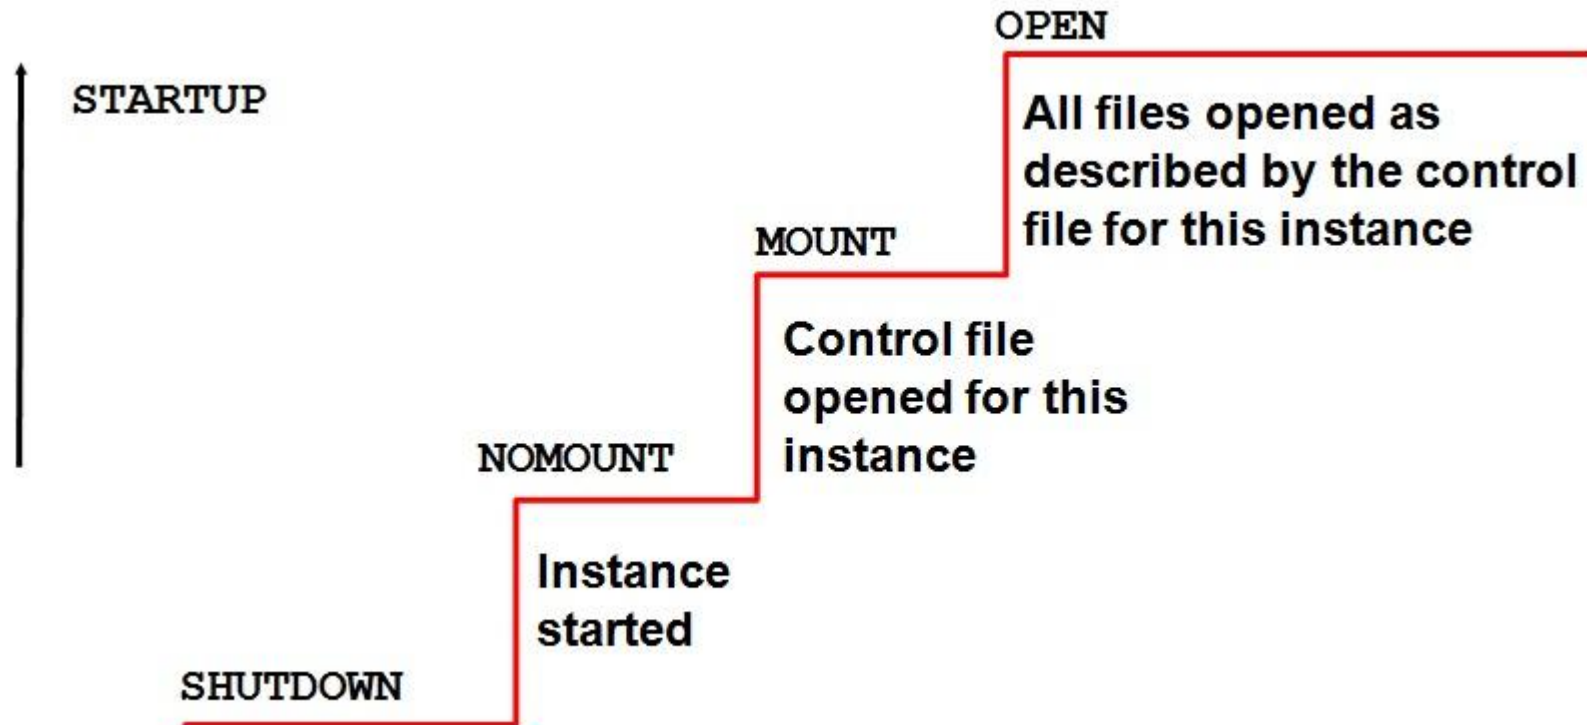 OPEN
STARTUP
All files opened as
described by the control
file for this instance
MOUNT
Control file
opened for this
instance
NOMOUNT
Instance
started
SHUTDOWN